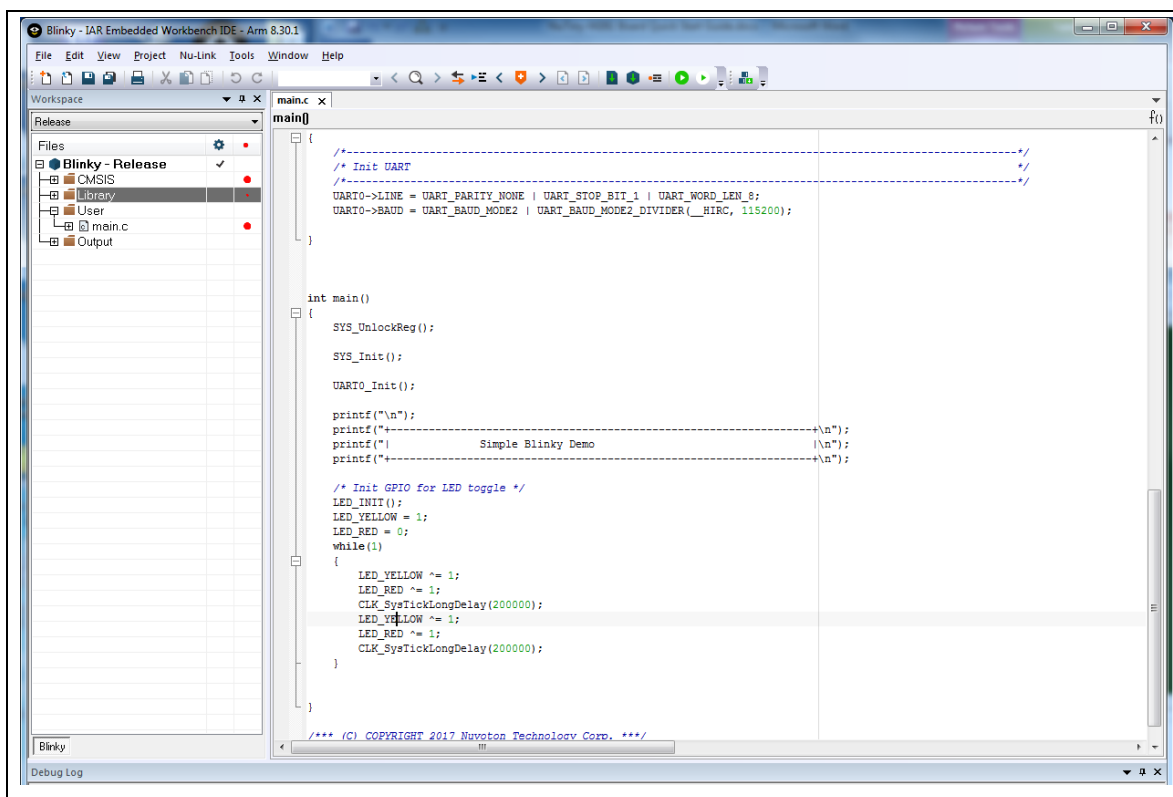 Blinky - IAR Embedded Workbench IDE - Arm 8.30.1
File Edit View Project Nu-Link Tools Window Help
Workspace
main.c
Release
main()
f()
Files
Blinky - Release
CMSIS
Library
User
main.c
Output
{
/*---------------------------------------------------------------------------------------------------------*/
/* Init UART */
/*---------------------------------------------------------------------------------------------------------*/
UART0->LINE = UART_PARITY_NONE | UART_STOP_BIT_1 | UART_WORD_LEN_8;
UART0->BAUD = UART_BAUD_MODE2 | UART_BAUD_MODE2_DIVIDER(__HIRC, 115200);
}
int main()
{
SYS_UnlockReg();
SYS_Init();
UART0_Init();
printf("\n");
printf("+------------------------------------------------------------------+\n");
printf("| Simple Blinky Demo |\n");
printf("+------------------------------------------------------------------+\n");
/* Init GPIO for LED toggle */
LED_INIT();
LED_YELLOW = 1;
LED_RED = 0;
while(1)
{
LED_YELLOW ^= 1;
LED_RED ^= 1;
CLK_SysTickLongDelay(200000);
LED_YELLOW ^= 1;
LED_RED ^= 1;
CLK_SysTickLongDelay(200000);
}
}
/*** (C) COPYRIGHT 2017 Nuvoton Technology Corp. ***/
Blinky
Debug Log